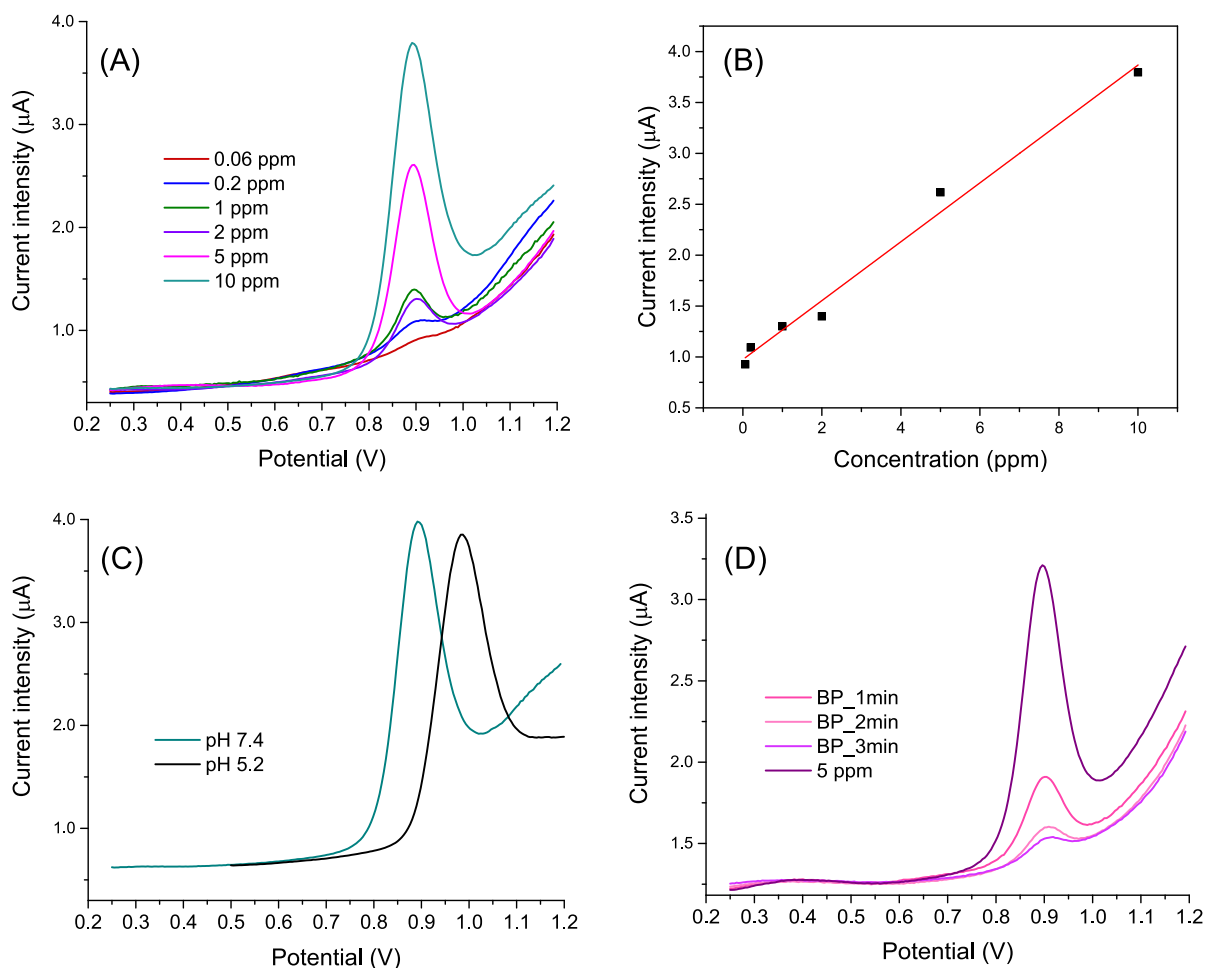 (A)
4.0
3.0
2.0
1.0
Current intensity (μA)
0.06 ppm
0.2 ppm
1 ppm
2 ppm
5 ppm
10 ppm
0.2 0.3 0.4 0.5 0.6 0.7 0.8 0.9 1.0 1.1 1.2
Potential (V)
(B)
4.0
3.5
3.0
2.5
2.0
1.5
1.0
0.5
Current intensity (μA)
0 2 4 6 8 10
Concentration (ppm)
(C)
4.0
3.0
2.0
1.0
Current intensity (μA)
pH 7.4
pH 5.2
0.2 0.3 0.4 0.5 0.6 0.7 0.8 0.9 1.0 1.1 1.2
Potential (V)
(D)
3.5
3.0
2.5
2.0
1.5
Current intensity (μA)
BP_1min
BP_2min
BP_3min
5 ppm
0.2 0.3 0.4 0.5 0.6 0.7 0.8 0.9 1.0 1.1 1.2
Potential (V)